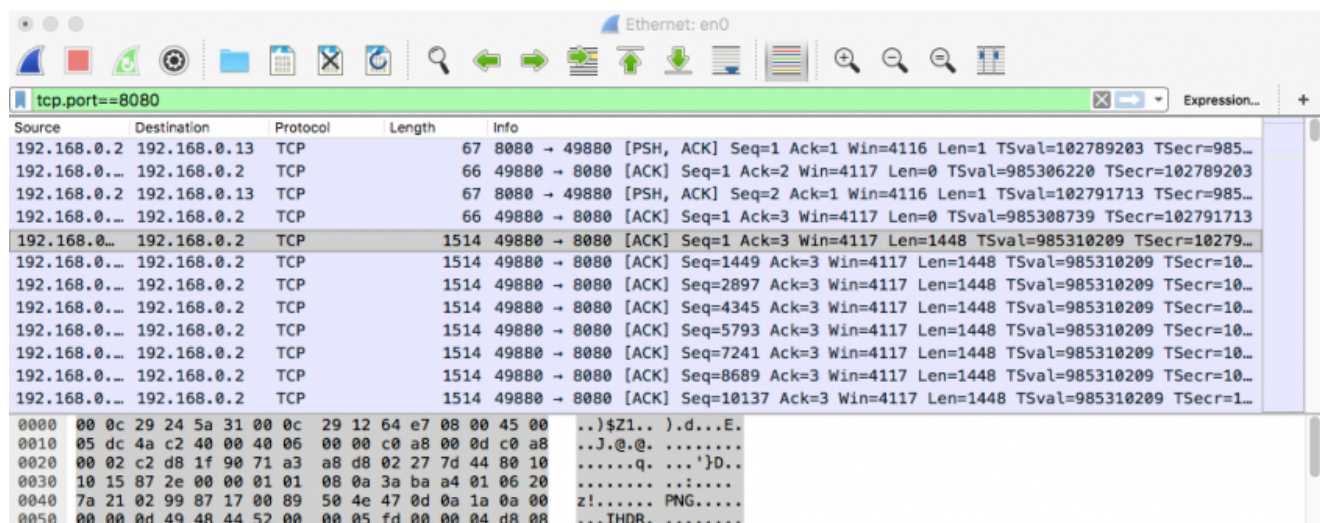 Ethernet: en0
tcp.port==8080 Expression... +
Source Destination Protocol Length Info
192.168.0.2 192.168.0.13 TCP 67 8080 → 49880 [PSH, ACK] Seq=1 Ack=1 Win=4116 Len=1 TSval=102789203 TSecr=985…
192.168.0.… 192.168.0.2 TCP 66 49880 → 8080 [ACK] Seq=1 Ack=2 Win=4117 Len=0 TSval=985306220 TSecr=102789203
192.168.0.2 192.168.0.13 TCP 67 8080 → 49880 [PSH, ACK] Seq=2 Ack=1 Win=4116 Len=1 TSval=102791713 TSecr=985…
192.168.0.… 192.168.0.2 TCP 66 49880 → 8080 [ACK] Seq=1 Ack=3 Win=4117 Len=0 TSval=985308739 TSecr=102791713
192.168.0… 192.168.0.2 TCP 1514 49880 → 8080 [ACK] Seq=1 Ack=3 Win=4117 Len=1448 TSval=985310209 TSecr=10279…
192.168.0.… 192.168.0.2 TCP 1514 49880 → 8080 [ACK] Seq=1449 Ack=3 Win=4117 Len=1448 TSval=985310209 TSecr=10…
192.168.0.… 192.168.0.2 TCP 1514 49880 → 8080 [ACK] Seq=2897 Ack=3 Win=4117 Len=1448 TSval=985310209 TSecr=10…
192.168.0.… 192.168.0.2 TCP 1514 49880 → 8080 [ACK] Seq=4345 Ack=3 Win=4117 Len=1448 TSval=985310209 TSecr=10…
192.168.0.… 192.168.0.2 TCP 1514 49880 → 8080 [ACK] Seq=5793 Ack=3 Win=4117 Len=1448 TSval=985310209 TSecr=10…
192.168.0.… 192.168.0.2 TCP 1514 49880 → 8080 [ACK] Seq=7241 Ack=3 Win=4117 Len=1448 TSval=985310209 TSecr=10…
192.168.0.… 192.168.0.2 TCP 1514 49880 → 8080 [ACK] Seq=8689 Ack=3 Win=4117 Len=1448 TSval=985310209 TSecr=10…
192.168.0.… 192.168.0.2 TCP 1514 49880 → 8080 [ACK] Seq=10137 Ack=3 Win=4117 Len=1448 TSval=985310209 TSecr=1…
0000 00 0c 29 24 5a 31 00 0c 29 12 64 e7 08 00 45 00 ..)$Z1.. ).d...E.
0010 05 dc 4a c2 40 00 40 06 00 00 c0 a8 00 0d c0 a8 ..J.@.@. ........
0020 00 02 c2 d8 1f 90 71 a3 a8 d8 02 27 7d 44 80 10 ......q. ...'}D..
0030 10 15 87 2e 00 00 01 01 08 0a 3a ba a4 01 06 20 ........ ..:....
0040 7a 21 02 99 87 17 00 89 50 4e 47 0d 0a 1a 0a 00 z!...... PNG.....
0050 00 00 0d 49 48 44 52 00 00 05 fd 00 00 04 d8 08 ...IHDR. ........